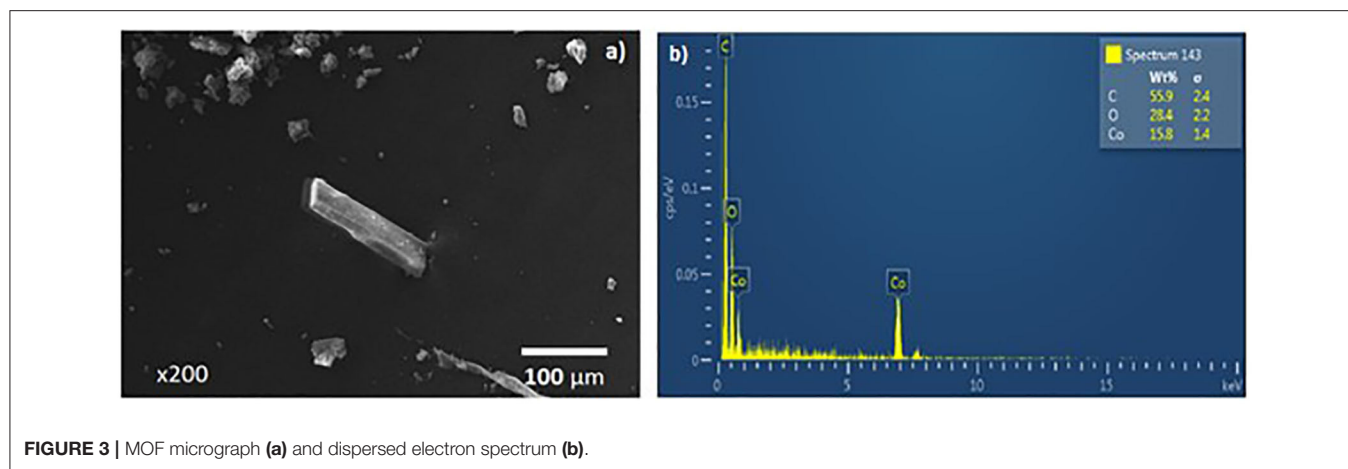 a)
x200
100 µm
b)
Spectrum 143
Wt% σ
C 55.9 2.4
O 28.4 2.2
Co 15.8 1.4
C
0.15
0.1
O
cps/eV
0.05
Co
Co
0
0 5 10 15 keV
FIGURE 3 | MOF micrograph (a) and dispersed electron spectrum (b).